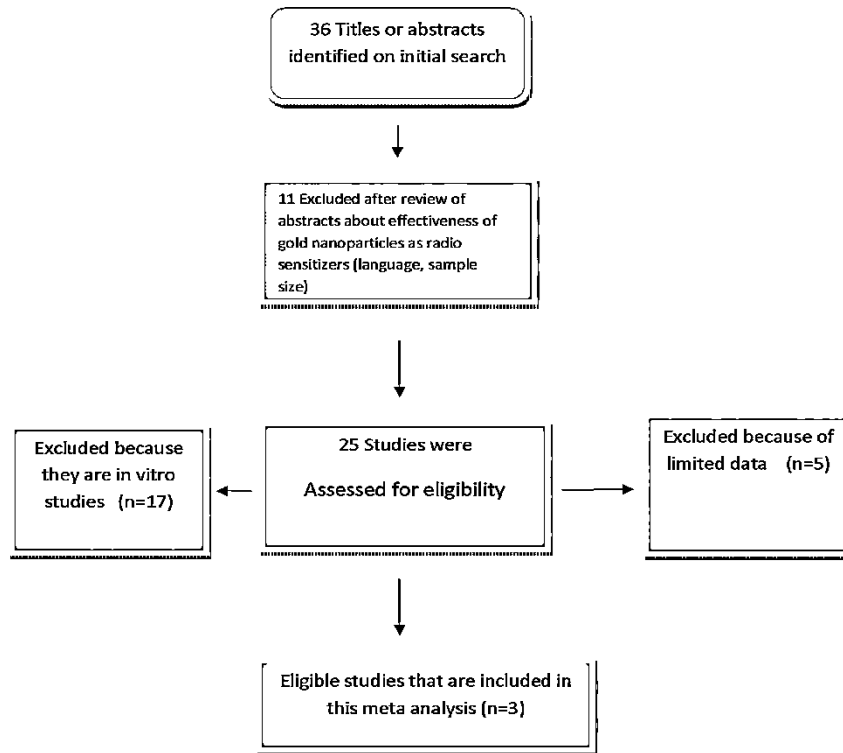 36 Titles or abstracts
identified on initial search
11 Excluded after review of
abstracts about effectiveness of
gold nanoparticles as radio
sensitizers (language, sample
size)
Excluded because
they are in vitro
studies (n=17)
25 Studies were
Assessed for eligibility
Excluded because of
limited data (n=5)
Eligible studies that are included in
this meta analysis (n=3)